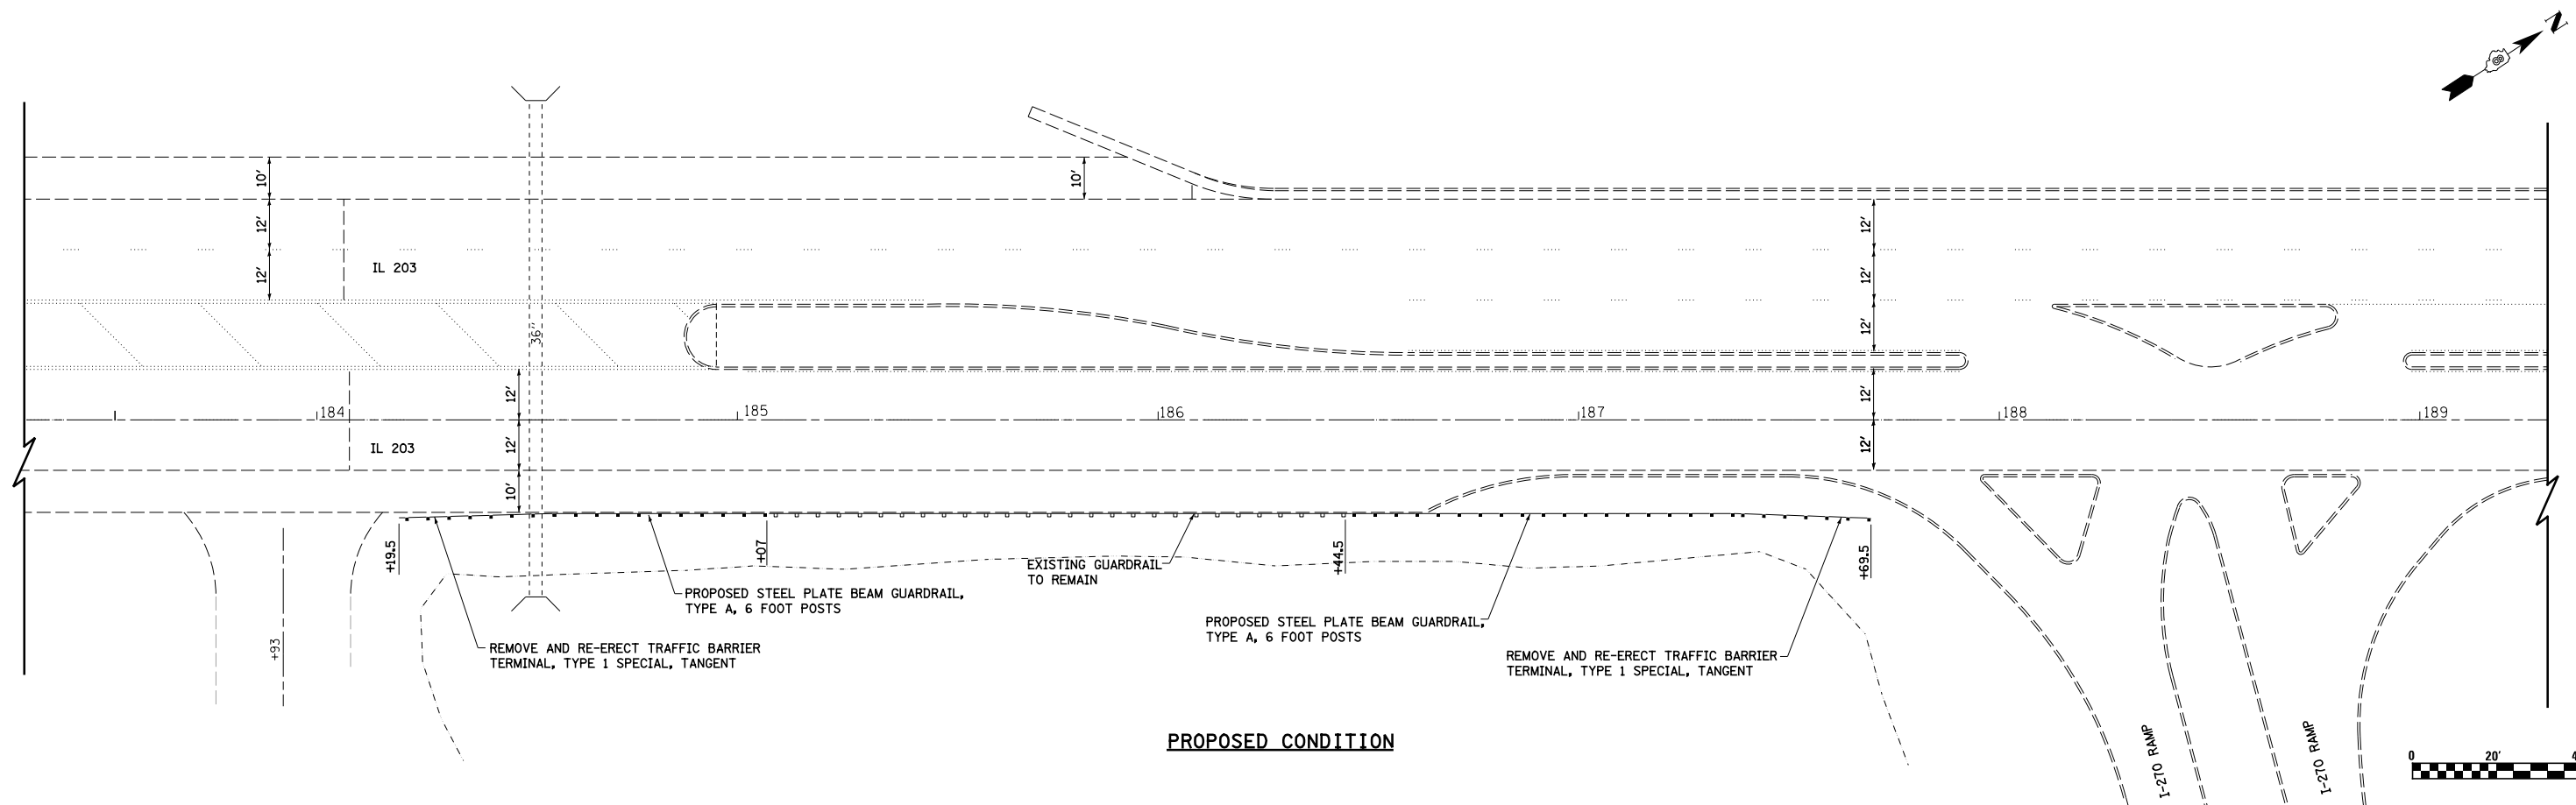 N
10'
10'
12'
12'
12'
IL 203
12'
36"
12'
12'
184
185
186
187
188
189
12'
12'
IL 203
12'
12'
10'
+19.5
+07
+44.5
+69.5
EXISTING GUARDRAIL
TO REMAIN
PROPOSED STEEL PLATE BEAM GUARDRAIL,
TYPE A, 6 FOOT POSTS
PROPOSED STEEL PLATE BEAM GUARDRAIL,
TYPE A, 6 FOOT POSTS
+93
REMOVE AND RE-ERECT TRAFFIC BARRIER
TERMINAL, TYPE 1 SPECIAL, TANGENT
REMOVE AND RE-ERECT TRAFFIC BARRIER
TERMINAL, TYPE 1 SPECIAL, TANGENT
PROPOSED CONDITION
I-270 RAMP
I-270 RAMP
0 20'